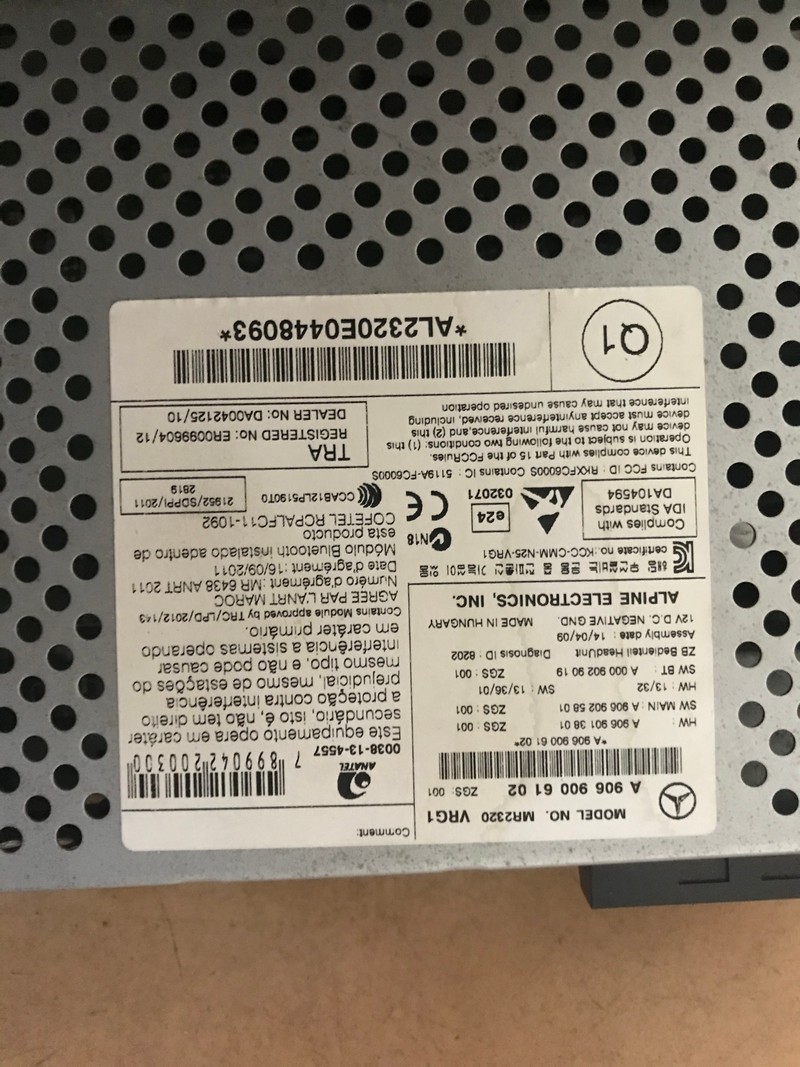 MODEL NO. MR2320 VRG1
A 906 900 61 02 ZGS : 001
*A 906 900 61 02*
HW : A 906 901 38 01 ZGS : 001
SW : MAIN : A 906 902 58 01 ZGS : 001
HW : 13/32 SW : 13/36/01
SW BT : A 000 902 90 19 ZGS : 001
ZB Bedienteil HeadUnit Diagnosis ID : 8202
Assembly date : 14/04/09
12V D.C. NEGATIVE GND. MADE IN HUNGARY
ALPINE ELECTRONICS, INC.
Comment:
ANATEL
7 899042 200300
0038-13-4557
Este equipamento opera em caráter
secundário, isto é, não tem direito
a proteção contra interferência
prejudicial, mesmo de estações do
mesmo tipo, e não pode causar
interferência a sistemas operando
em caráter primário.
Contains Module approved by TRC/LPD/2012/143
AGREE PAR L'ANRT MAROC
Numéro d'agrément :MR 6438 ANRT 2011
Date d'agrément :16/09/2011
Módulo Bluetooth instalado adentro de
esta producto
COFETEL RCPALFC11-1092
certificate no.:KCC-CMM-N25-VRG1
N18
Complies with
IDA Standards
DA104594
e24
032071
CE
CCAB12LP5190T0
21952/SDPPI/2011
2819
Contains FCC ID : RKXFC6000S Contains IC : 5119A-FC6000S
This device complies with Part 15 of the FCCRules.
Operation is subject to the following two conditions: (1) this
device may not cause harmful interference,and (2) this
device must accept anyinterference received, including
interference that may cause undesired operation
TRA
REGISTERED No: ER0099604/12
DEALER No: DA0042125/10
Q1
*AL2320E0448093*